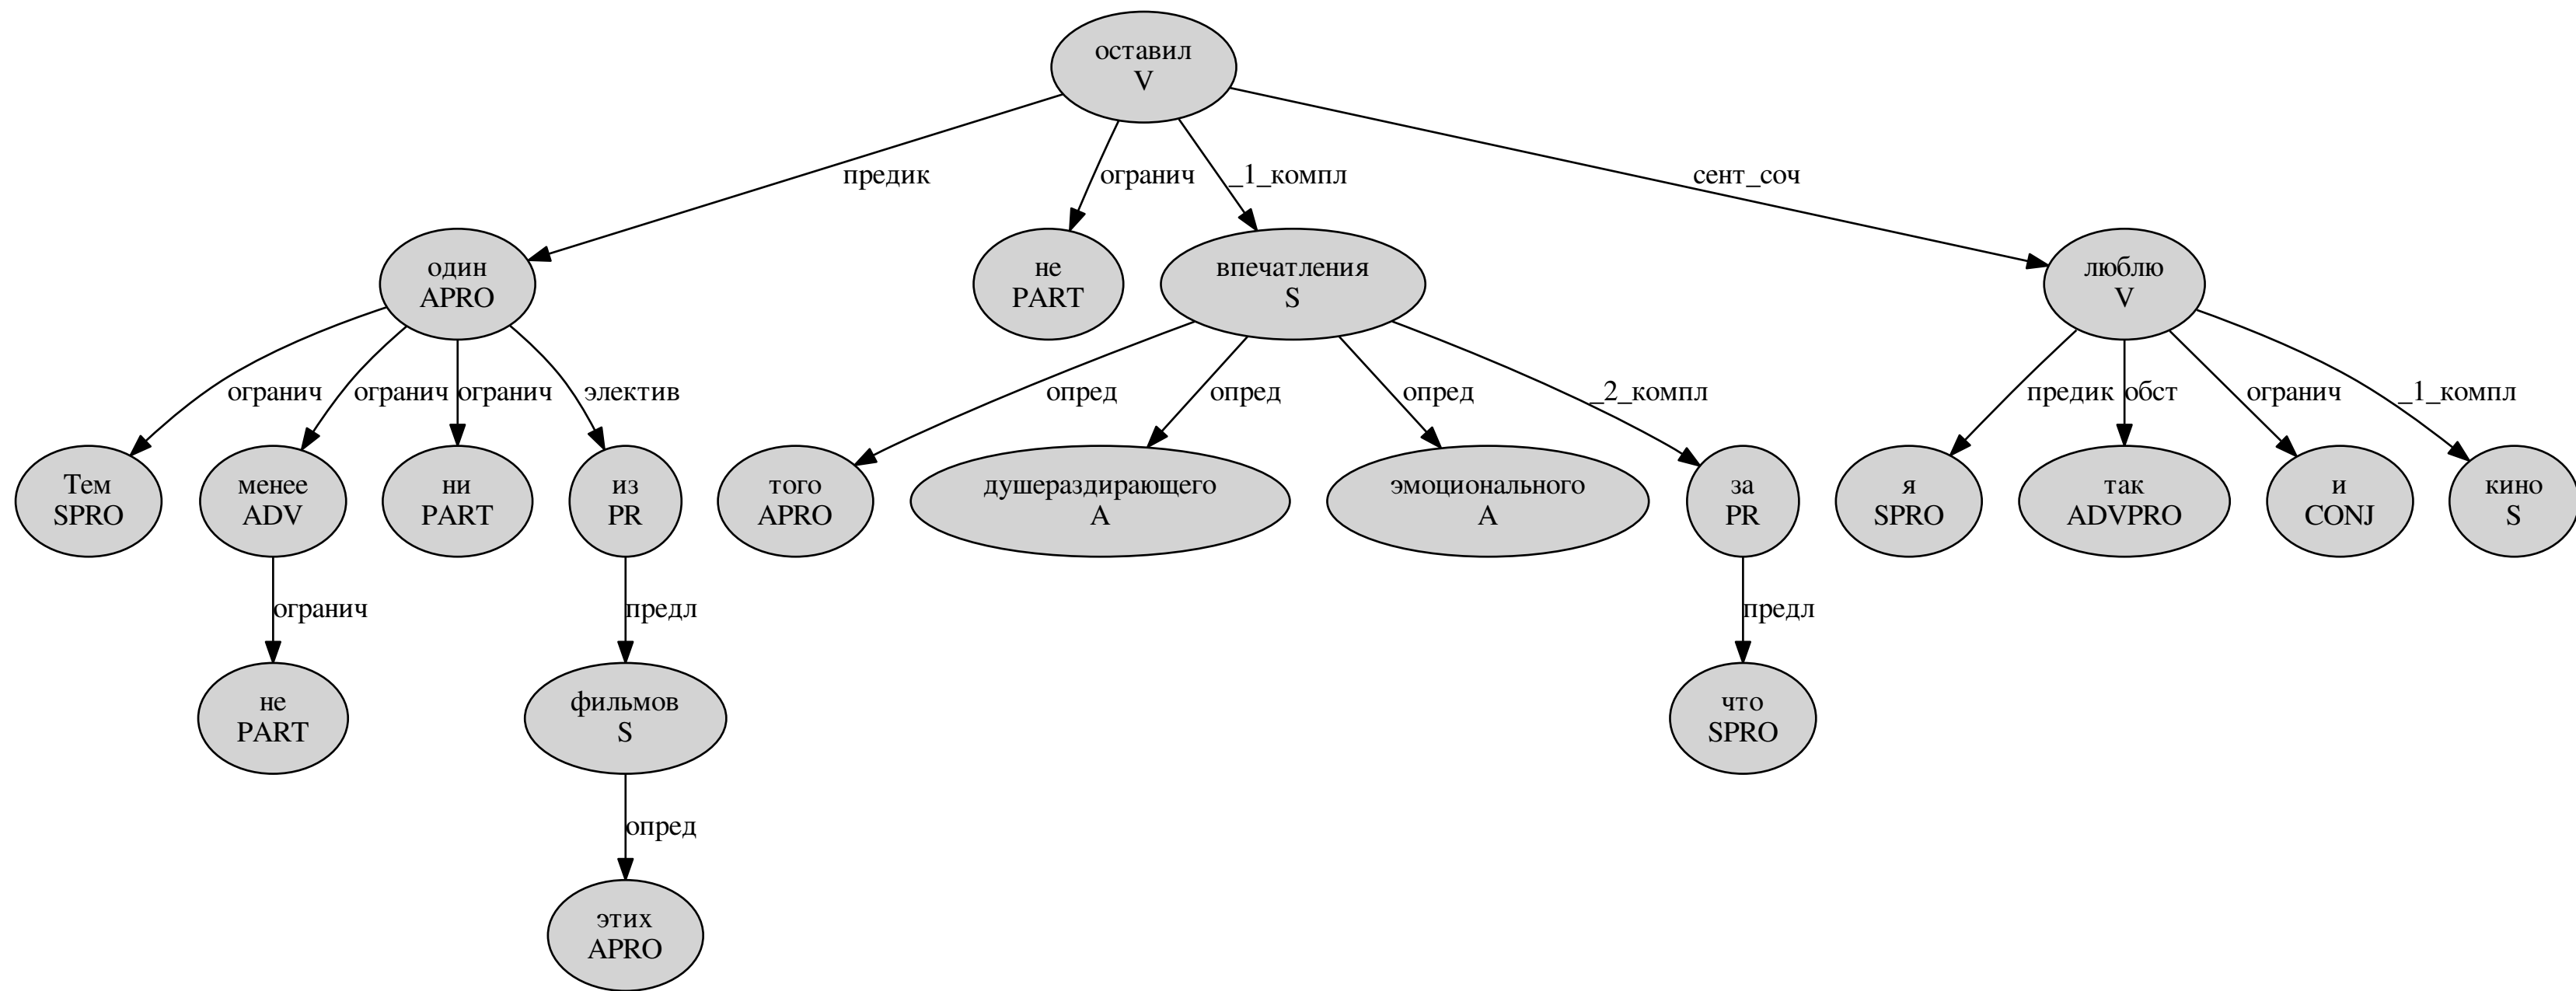 оставил
V
предик
огранич
_1_компл
сент_соч
один
APRO
не
PART
впечатления
S
люблю
V
огранич
огранич
огранич
электив
опред
опред
опред
_2_компл
предик
обст
огранич
_1_компл
Тем
SPRO
менее
ADV
ни
PART
из
PR
того
APRO
душераздирающего
A
эмоционального
A
за
PR
я
SPRO
так
ADVPRO
и
CONJ
кино
S
огранич
предл
предл
не
PART
фильмов
S
что
SPRO
опред
этих
APRO